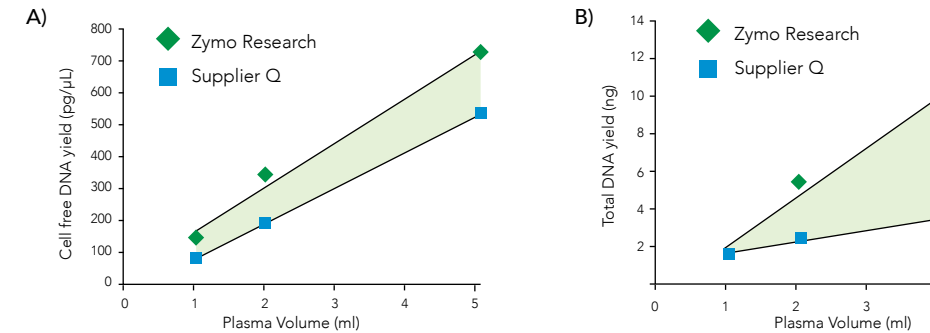 A)
Zymo Research
Supplier Q
Cell free DNA yield (pg/µL)
800
700
600
500
400
300
200
100
0
0 1 2 3 4 5
Plasma Volume (ml)
B)
Zymo Research
Supplier Q
Total DNA yield (ng)
14
12
10
8
6
4
2
0 1 2 3
Plasma Volume (ml)